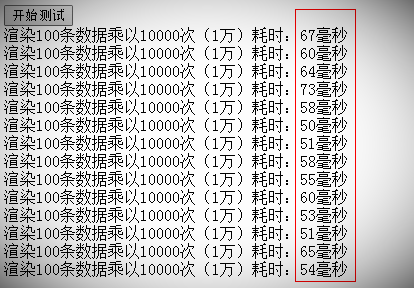 开始测试
渲染100条数据乘以10000次（1万）耗时：67毫秒
渲染100条数据乘以10000次（1万）耗时：60毫秒
渲染100条数据乘以10000次（1万）耗时：64毫秒
渲染100条数据乘以10000次（1万）耗时：73毫秒
渲染100条数据乘以10000次（1万）耗时：58毫秒
渲染100条数据乘以10000次（1万）耗时：50毫秒
渲染100条数据乘以10000次（1万）耗时：51毫秒
渲染100条数据乘以10000次（1万）耗时：58毫秒
渲染100条数据乘以10000次（1万）耗时：55毫秒
渲染100条数据乘以10000次（1万）耗时：60毫秒
渲染100条数据乘以10000次（1万）耗时：53毫秒
渲染100条数据乘以10000次（1万）耗时：51毫秒
渲染100条数据乘以10000次（1万）耗时：65毫秒
渲染100条数据乘以10000次（1万）耗时：54毫秒